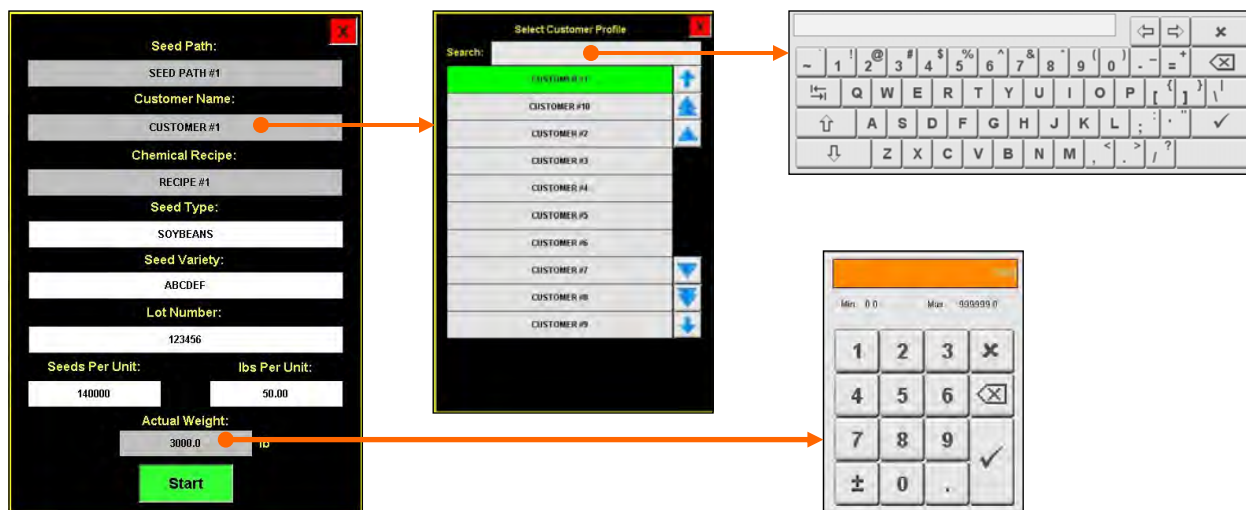 X
Seed Path:
SEED PATH #1
Customer Name:
CUSTOMER #1
Chemical Recipe:
RECIPE #1
Seed Type:
SOYBEANS
Seed Variety:
ABCDEF
Lot Number:
123456
Seeds Per Unit: lbs Per Unit:
140000 50.00
Actual Weight:
3000.0 lb
Start
Select Customer Profile X
Search:
CUSTOMER #1
CUSTOMER #10
CUSTOMER #2
CUSTOMER #3
CUSTOMER #4
CUSTOMER #5
CUSTOMER #6
CUSTOMER #7
CUSTOMER #8
CUSTOMER #9
~ ` 1 ! 2 @ 3 # 4 $ 5 % 6 ^ 7 & 8 * 9 ( 0 ) - _ = +
Q W E R T Y U I O P [ { ] } \ |
A S D F G H J K L ; : ' "
Z X C V B N M , < . > / ?
Min: 0.0 Max: 999999.0
1 2 3
4 5 6
7 8 9
± 0 .